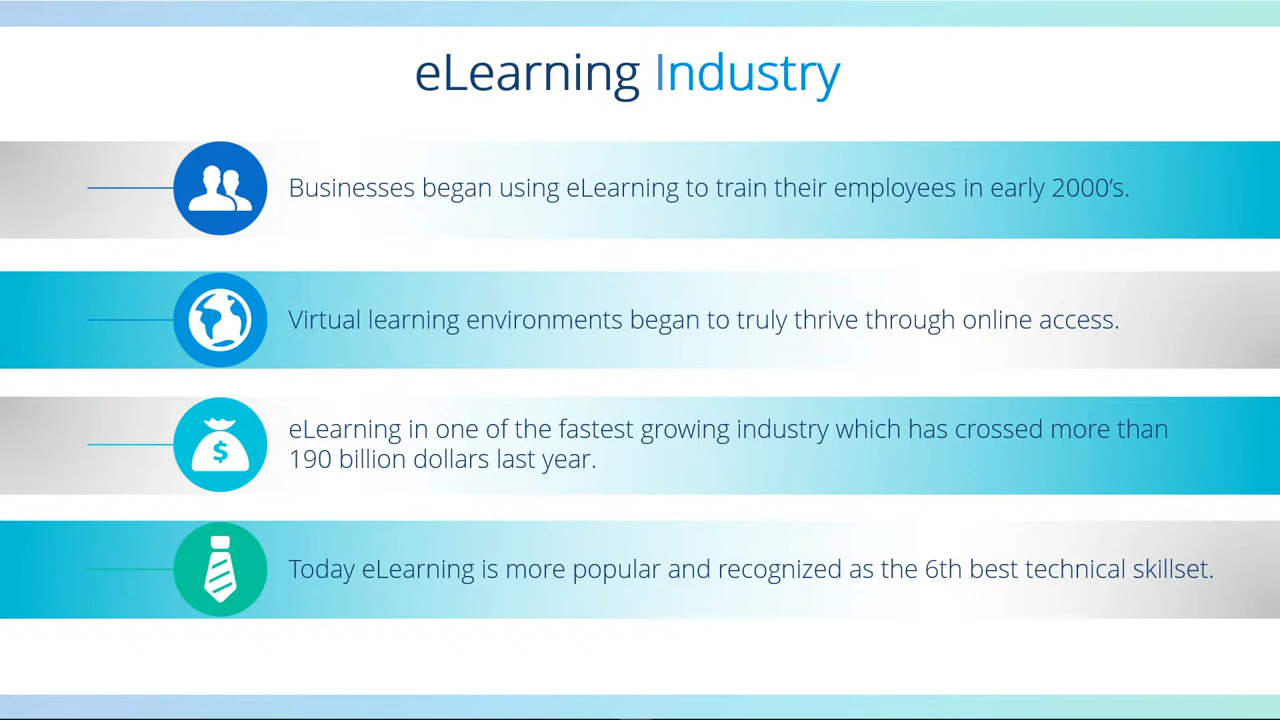 eLearning Industry
Businesses began using eLearning to train their employees in early 2000’s.
Virtual learning environments began to truly thrive through online access.
eLearning in one of the fastest growing industry which has crossed more than
190 billion dollars last year.
Today eLearning is more popular and recognized as the 6th best technical skillset.
$